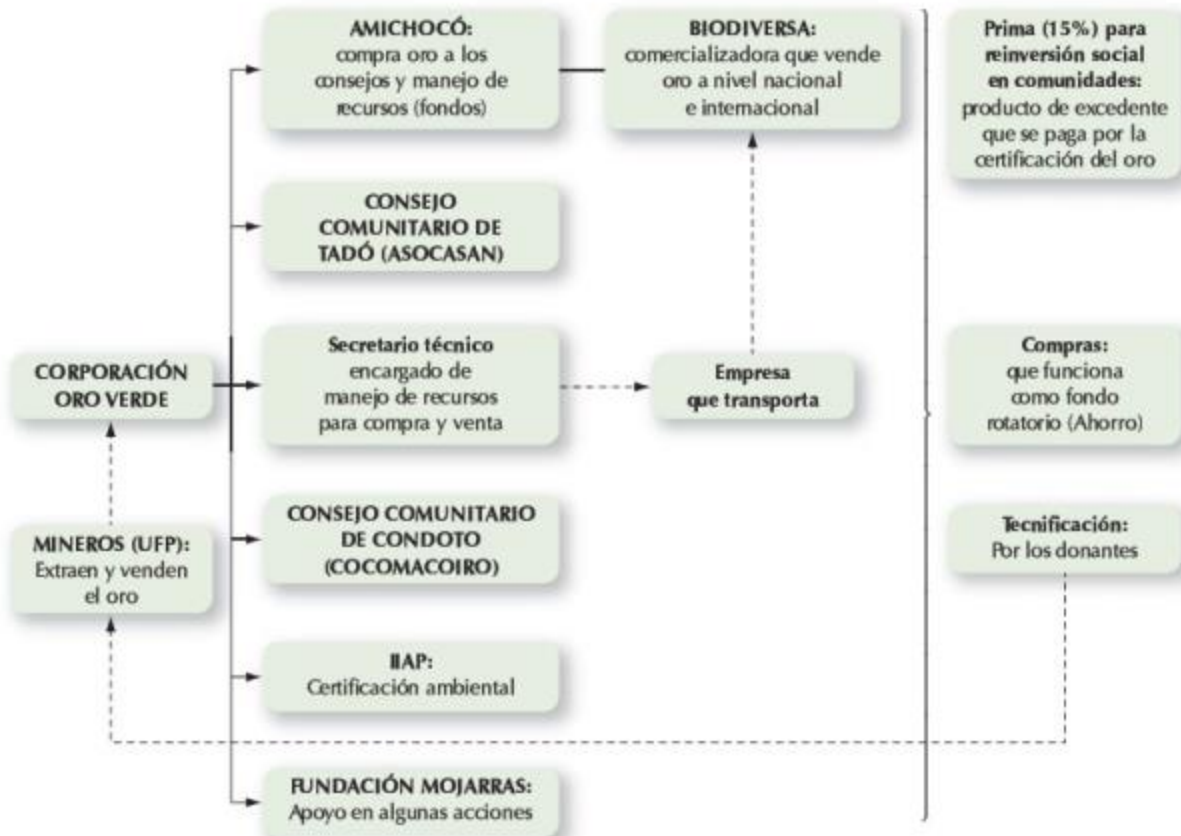 AMICHOCÓ:
compra oro a los
consejos y manejo de
recursos (fondos)
BIODIVERSA:
comercializadora que vende
oro a nivel nacional
e internacional
Prima (15%) para
reinversión social
en comunidades:
producto de excedente
que se paga por la
certificación del oro
CONSEJO
COMUNITARIO DE
TADÓ (ASOCASAN)
CORPORACIÓN
ORO VERDE
Secretario técnico
encargado de
manejo de recursos
para compra y venta
Empresa
que transporta
Compras:
que funciona
como fondo
rotatorio (Ahorro)
MINEROS (UFP):
Extraen y venden
el oro
CONSEJO COMUNITARIO
DE CONDOTO
(COCOMACOIRO)
Tecnificación:
Por los donantes
IIAP:
Certificación ambiental
FUNDACIÓN MOJARRAS:
Apoyo en algunas acciones